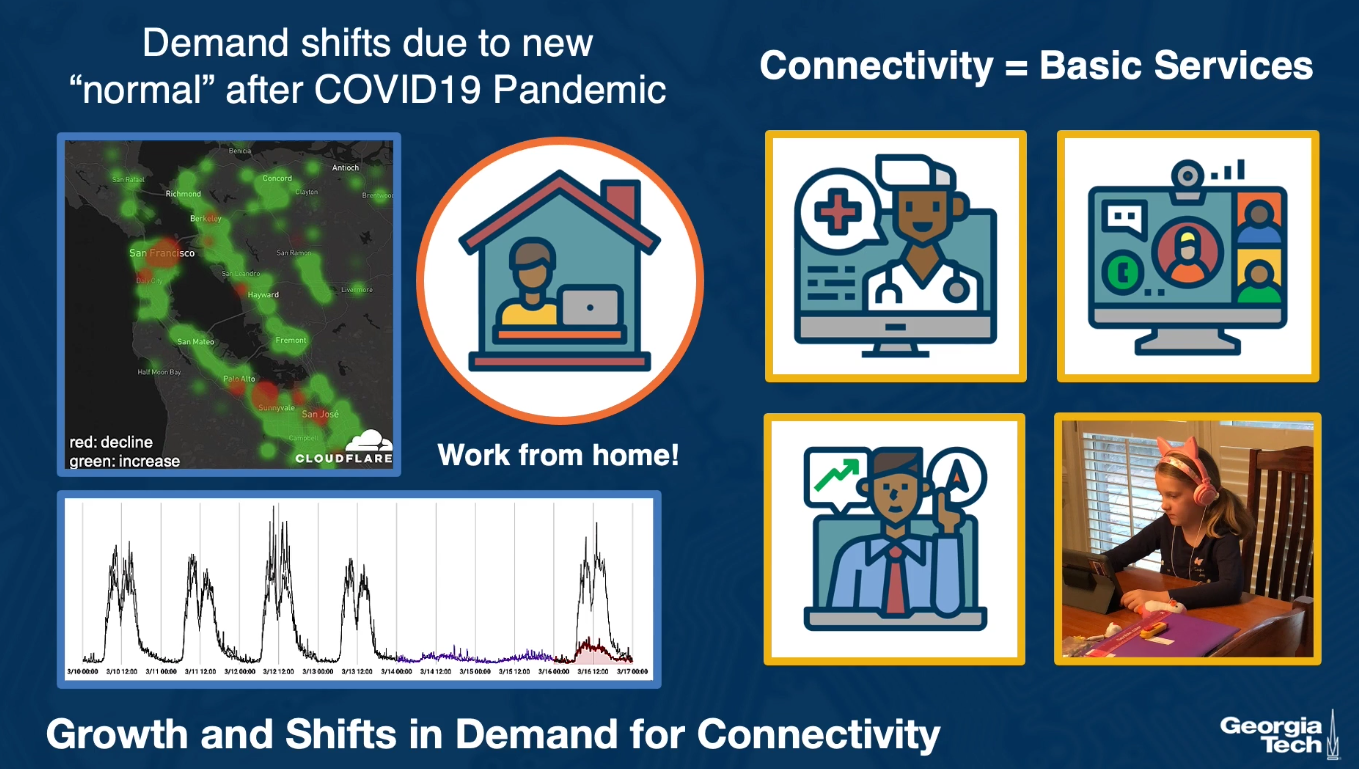 Demand shifts due to new
“normal” after COVID19 Pandemic
Connectivity = Basic Services
Benicia
San Rafael
Richmond
Concord
Antioch
Clayton
Brentwood
Berkeley
San Francisco
San Ramon
Daly City
San Leandro
Hayward
Livermore
San Mateo
Fremont
Half Moon Bay
Palo Alto
Sunnyvale
San José
Campbell
red: decline
green: increase
CLOUDFLARE
Work from home!
3/10 00:00 3/10 12:00 3/11 00:00 3/11 12:00 3/12 00:00 3/12 12:00 3/13 00:00 3/13 12:00 3/14 00:00 3/14 12:00 3/15 00:00 3/15 12:00 3/16 00:00 3/16 12:00 3/17 00:00
Growth and Shifts in Demand for Connectivity
Georgia
Tech